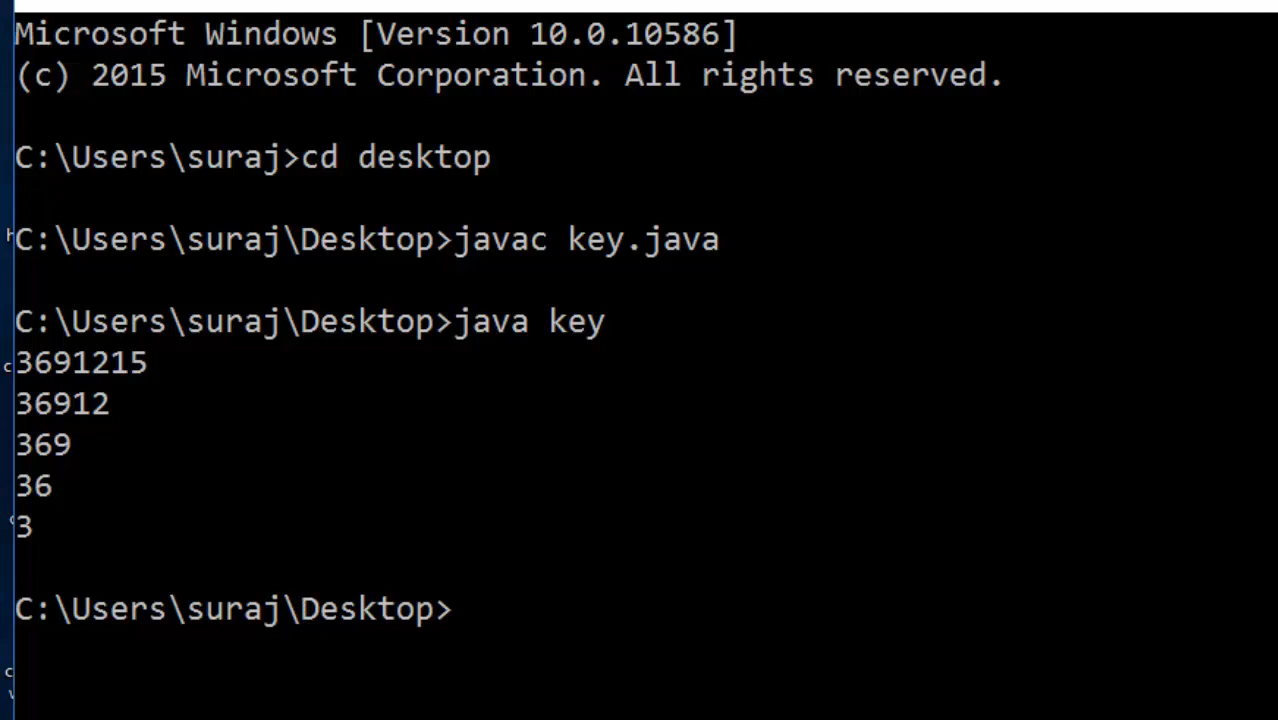 Microsoft Windows [Version 10.0.10586]
(c) 2015 Microsoft Corporation. All rights reserved.
C:\Users\suraj>cd desktop
C:\Users\suraj\Desktop>javac key.java
C:\Users\suraj\Desktop>java key
3691215
36912
369
36
3
C:\Users\suraj\Desktop>